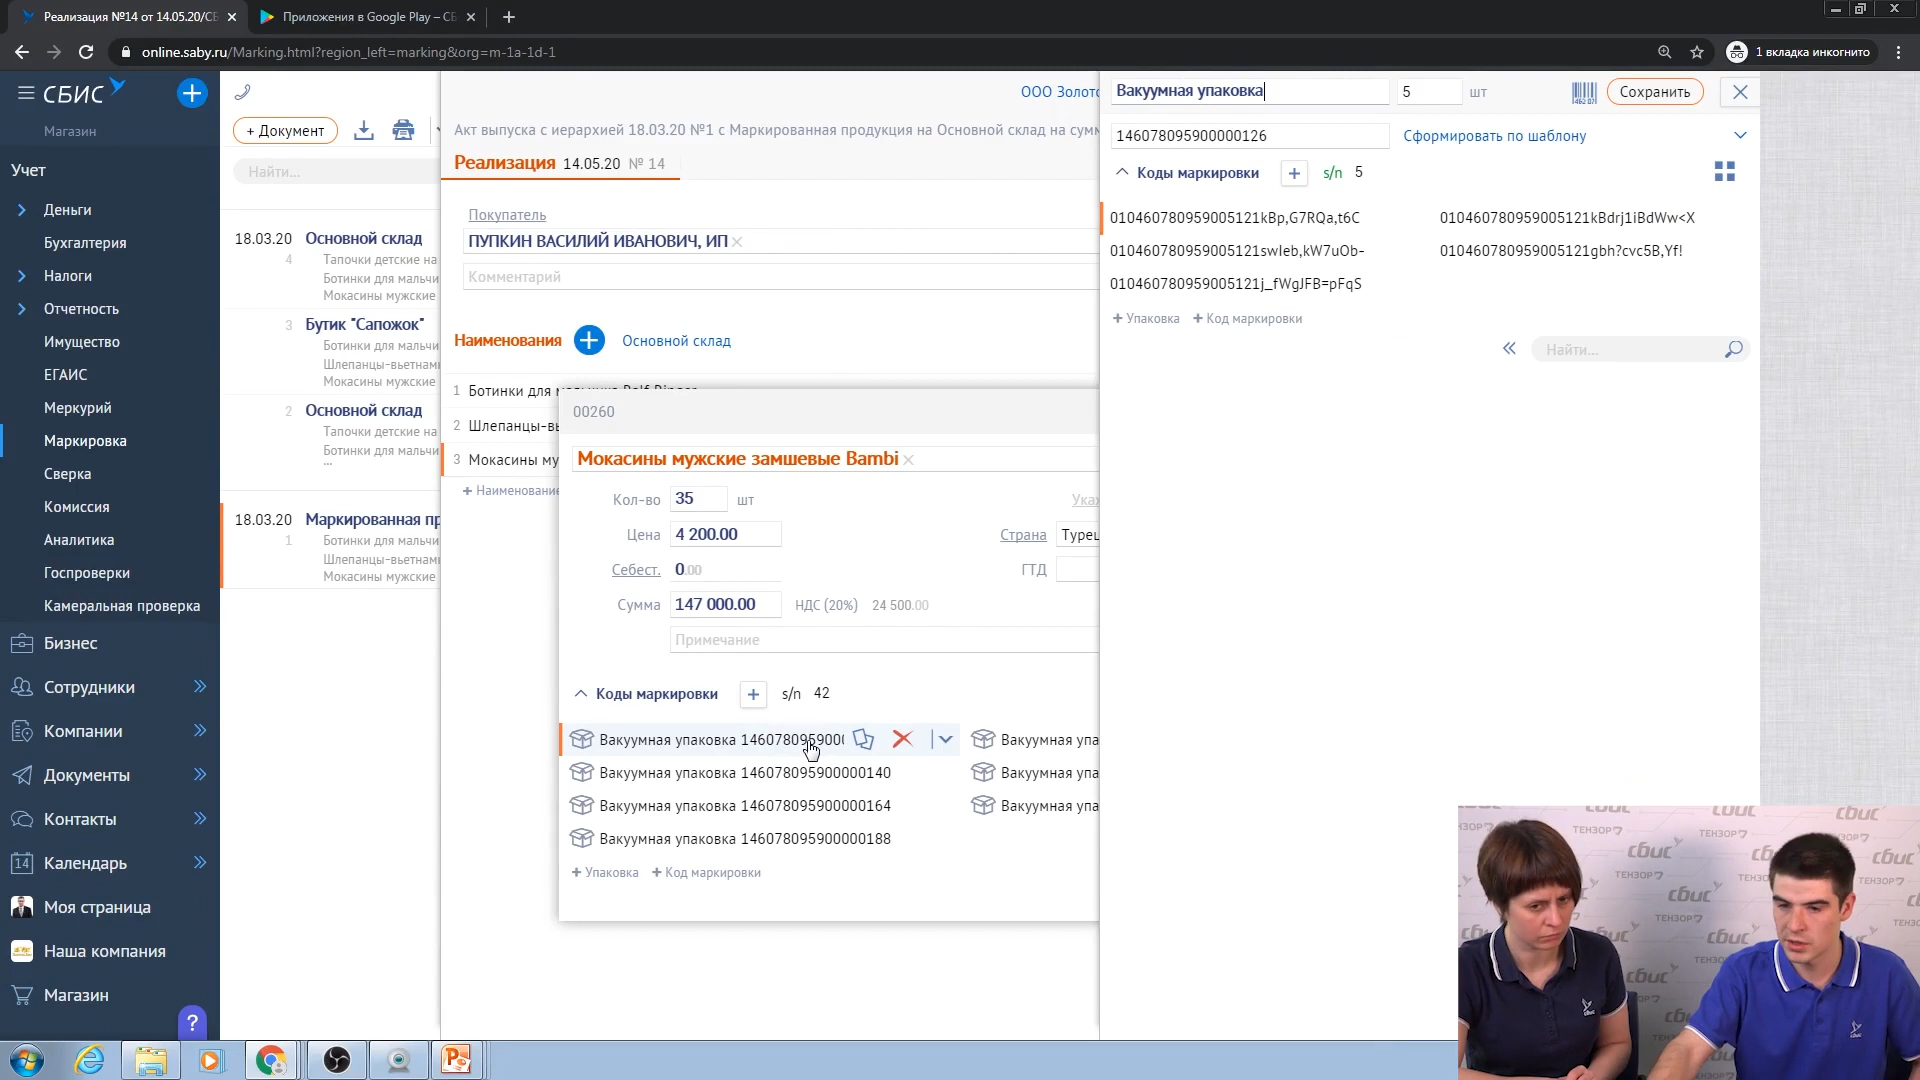 Реализация №14 от 14.05.20/СБ
Приложения в Google Play – СБ
online.saby.ru/Marking.html?region_left=marking&org=m-1a-1d-1
1 вкладка инкогнито
СБИС
Магазин
Учет
Деньги
Бухгалтерия
Налоги
Отчетность
Имущество
ЕГАИС
Меркурий
Маркировка
Сверка
Комиссия
Аналитика
Госпроверки
Камеральная проверка
Бизнес
Сотрудники
Компании
Документы
Контакты
14
Календарь
Моя страница
Наша компания
Магазин
?
+ Документ
Найти...
18.03.20 Основной склад
4 Тапочки детские на
Ботинки для мальчи
Мокасины мужские
3 Бутик "Сапожок"
Ботинки для мальчи
Шлепанцы-вьетнам
Мокасины мужские
2 Основной склад
Тапочки детские на
Ботинки для мальчи
...
18.03.20 Маркированная пр
1 Ботинки для мальчи
Шлепанцы-вьетнам
Мокасины мужские
ООО Золото
Акт выпуска с иерархией 18.03.20 №1 с Маркированная продукция на Основной склад на сумм
Реализация 14.05.20 № 14
Покупатель
ПУПКИН ВАСИЛИЙ ИВАНОВИЧ, ИП
Комментарий
Наименования Основной склад
1 Ботинки для
2 Шлепанцы-вь
3 Мокасины му
+ Наименование
00260
Мокасины мужские замшевые Bambi
Кол-во 35 шт
Укаж
Цена 4 200.00
Страна Турец
Себест. 0.00
ГТД
Сумма 147 000.00 НДС (20%) 24 500.00
Примечание
Коды маркировки + s/n 42
Вакуумная упаковка 14607809590000
Вакуумная упа
Вакуумная упаковка 146078095900000140
Вакуумная упа
Вакуумная упаковка 146078095900000164
Вакуумная упа
Вакуумная упаковка 146078095900000188
+ Упаковка + Код маркировки
Вакуумная упаковка 5 шт
Сохранить
146078095900000126 Сформировать по шаблону
Коды маркировки + s/n 5
010460780959005121kBp,G7RQa,t6C
010460780959005121kBdrj1iBdWw<X
010460780959005121swIeb,kW7uOb-
010460780959005121gbh?cvc5B,Yf!
010460780959005121j_fWgJFB=pFqS
+ Упаковка + Код маркировки
Найти...
сбис
ТЕНЗОР